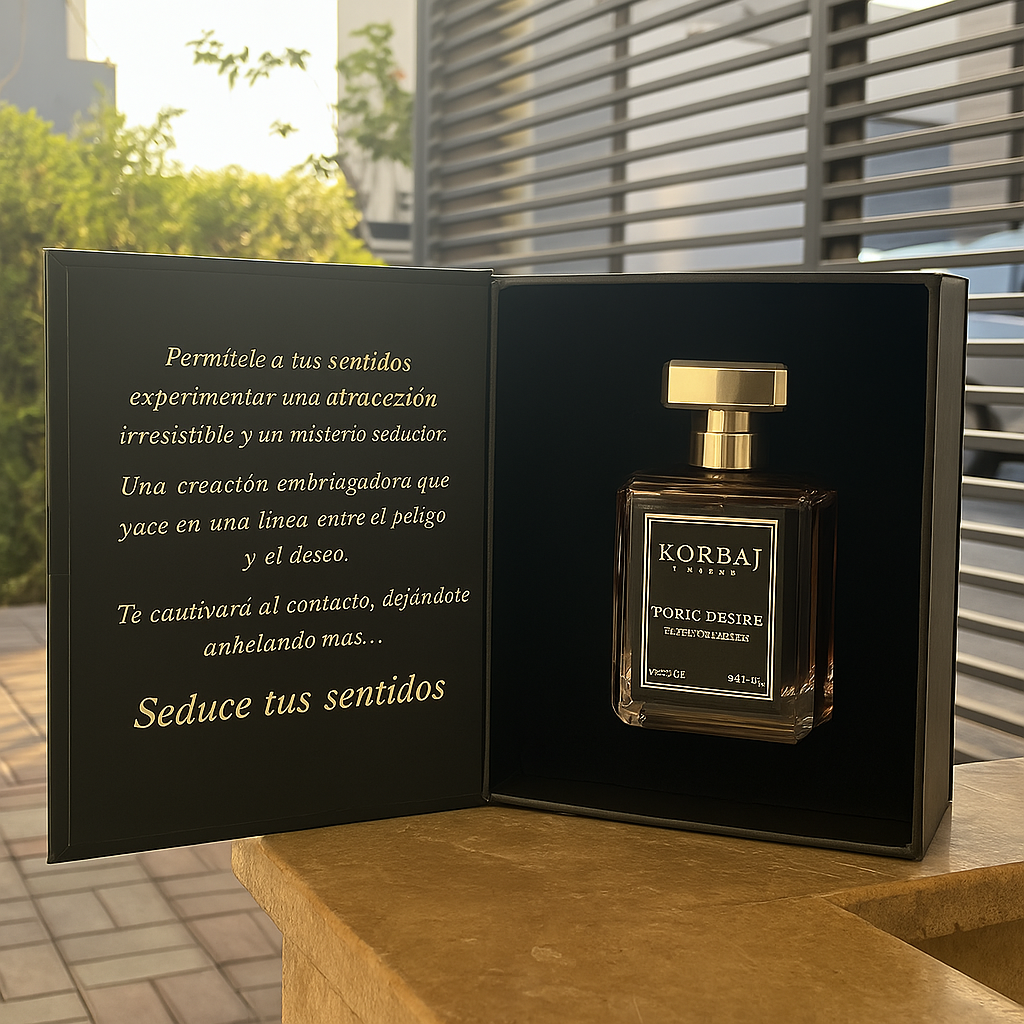 Permítele a tus sentidos
experimentar una atracezión
irresistible y un misterio seducior.
Una creactón embriagadora que
yace en una linea entre el peligo
y el deseo.
Te cautivará al contacto, dejándote
anhelando mas...
Seduce tus sentidos
KORBAJ
TORIC DESIRE